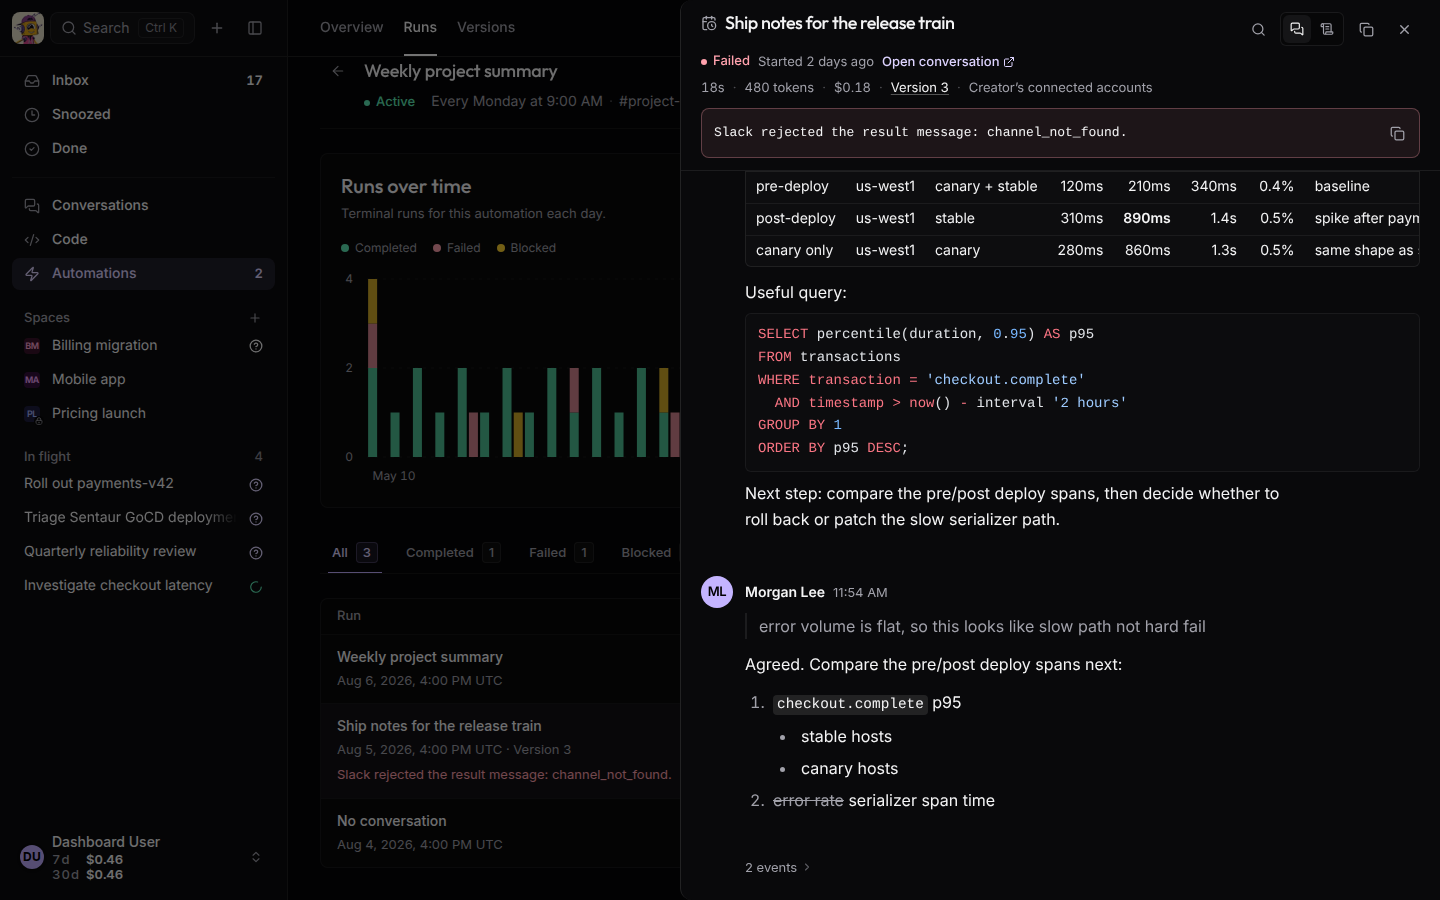 Search Ctrl K
Inbox 17
Snoozed
Done
Conversations
Code
Automations 2
Spaces
BM Billing migration
MA Mobile app
PL Pricing launch
In flight 4
Roll out payments-v42
Triage Sentaur GoCD deployme
Quarterly reliability review
Investigate checkout latency
DU Dashboard User
7d $0.46
30d $0.46
Overview Runs Versions
Weekly project summary
Active Every Monday at 9:00 AM · #project-
Runs over time
Terminal runs for this automation each day.
Completed Failed Blocked
4
2
0
May 10
All 3 Completed 1 Failed 1 Blocked
Run
Weekly project summary
Aug 6, 2026, 4:00 PM UTC
Ship notes for the release train
Aug 5, 2026, 4:00 PM UTC · Version 3
Slack rejected the result message: channel_not_found.
No conversation
Aug 4, 2026, 4:00 PM UTC
Ship notes for the release train
Failed Started 2 days ago Open conversation
18s · 480 tokens · $0.18 · Version 3 · Creator's connected accounts
Slack rejected the result message: channel_not_found.
pre-deploy us-west1 canary + stable 120ms 210ms 340ms 0.4% baseline
post-deploy us-west1 stable 310ms 890ms 1.4s 0.5% spike after paym
canary only us-west1 canary 280ms 860ms 1.3s 0.5% same shape as
Useful query:
SELECT percentile(duration, 0.95) AS p95
FROM transactions
WHERE transaction = 'checkout.complete'
AND timestamp > now() - interval '2 hours'
GROUP BY 1
ORDER BY p95 DESC;
Next step: compare the pre/post deploy spans, then decide whether to
roll back or patch the slow serializer path.
ML Morgan Lee 11:54 AM
error volume is flat, so this looks like slow path not hard fail
Agreed. Compare the pre/post deploy spans next:
1. checkout.complete p95
• stable hosts
• canary hosts
2. error rate serializer span time
2 events